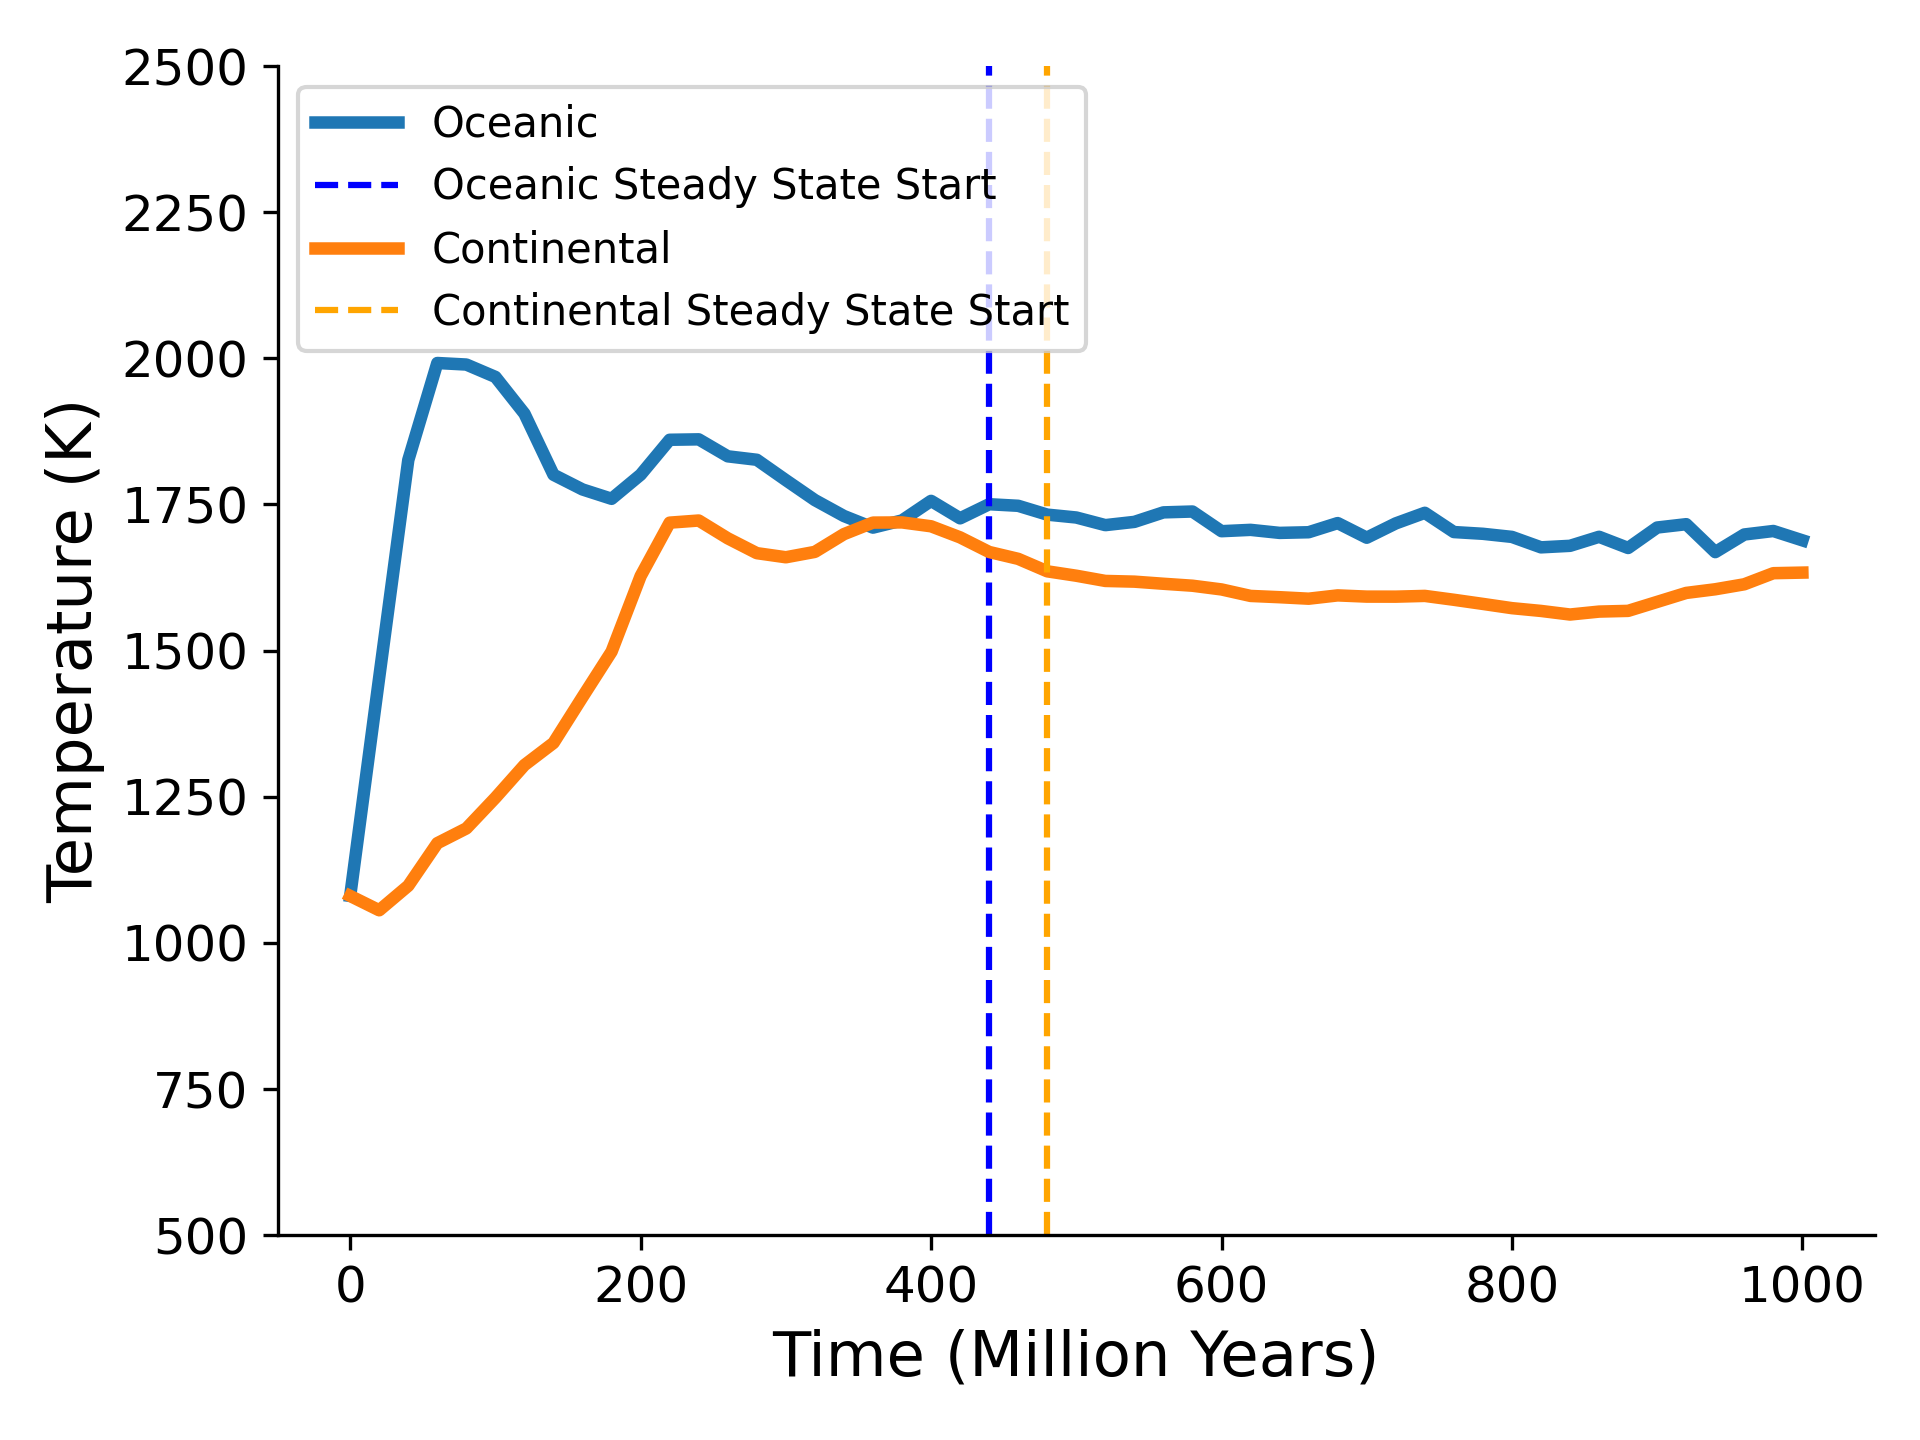 2500
2250
2000
1750
1500
1250
1000
750
500
Temperature (K)
Oceanic
Oceanic Steady State Start
Continental
Continental Steady State Start
0 200 400 600 800 1000
Time (Million Years)